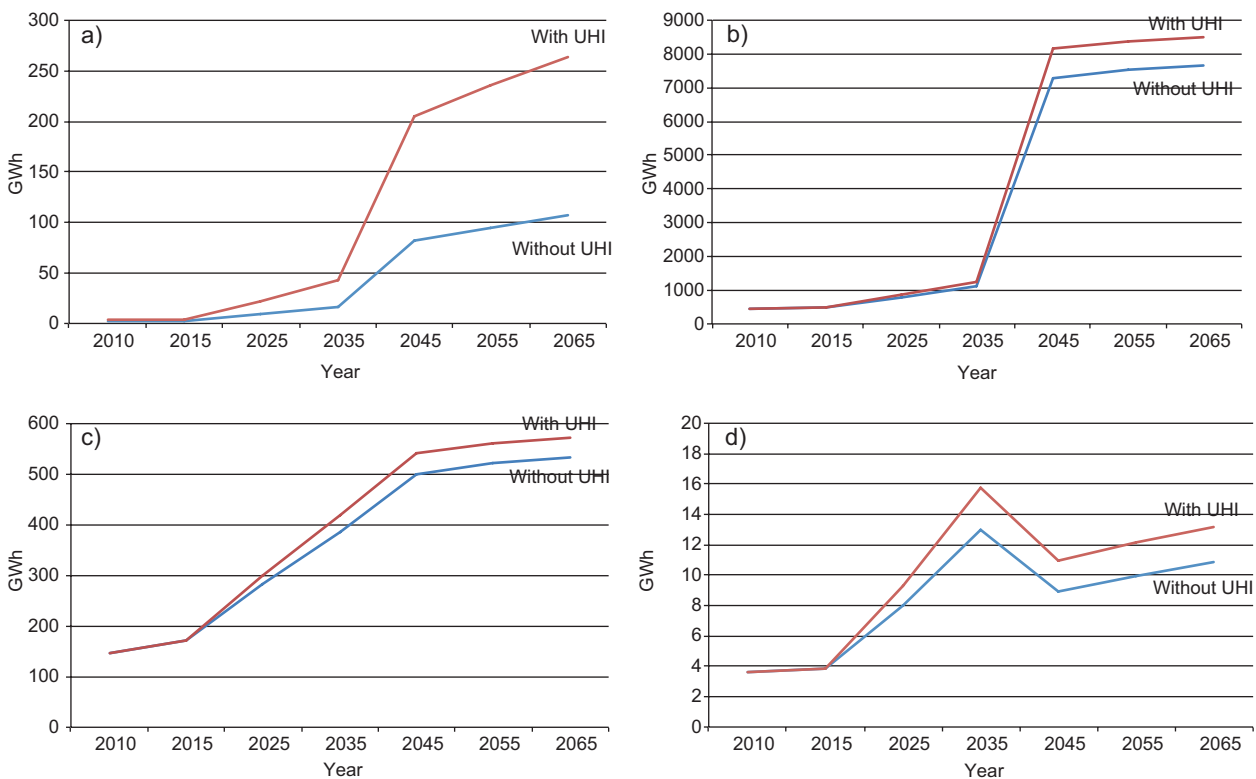 a)
300
250
200
150
100
50
0
GWh
With UHI
Without UHI
2010 2015 2025 2035 2045 2055 2065
Year
b)
9000
8000
7000
6000
5000
4000
3000
2000
1000
0
GWh
With UHI
Without UHI
2010 2015 2025 2035 2045 2055 2065
Year
c)
600
500
400
300
200
100
0
GWh
With UHI
Without UHI
2010 2015 2025 2035 2045 2055 2065
Year
d)
20
18
16
14
12
10
8
6
4
2
0
GWh
With UHI
Without UHI
2010 2015 2025 2035 2045 2055 2065
Year